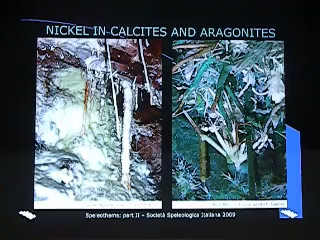 NICKEL IN CALCITES AND ARAGONITES
Speleothems: part II - Società Speleologica Italiana 2009